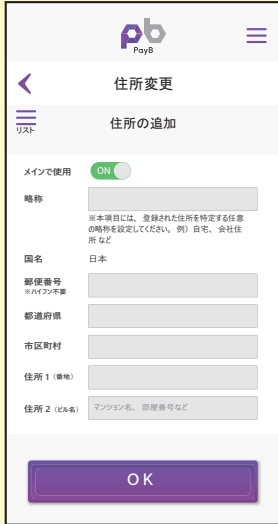 pb
PayB
住所変更
リスト
住所の追加
メインで使用 ON
略称
※本項目には、登録された住所を特定する任意
の略称を設定してください。例）自宅、会社住
所 など
国名 日本
郵便番号
※ハイフン不要
都道府県
市区町村
住所 1（番地）
住所 2（ビル名） マンション名、部屋番号など
OK